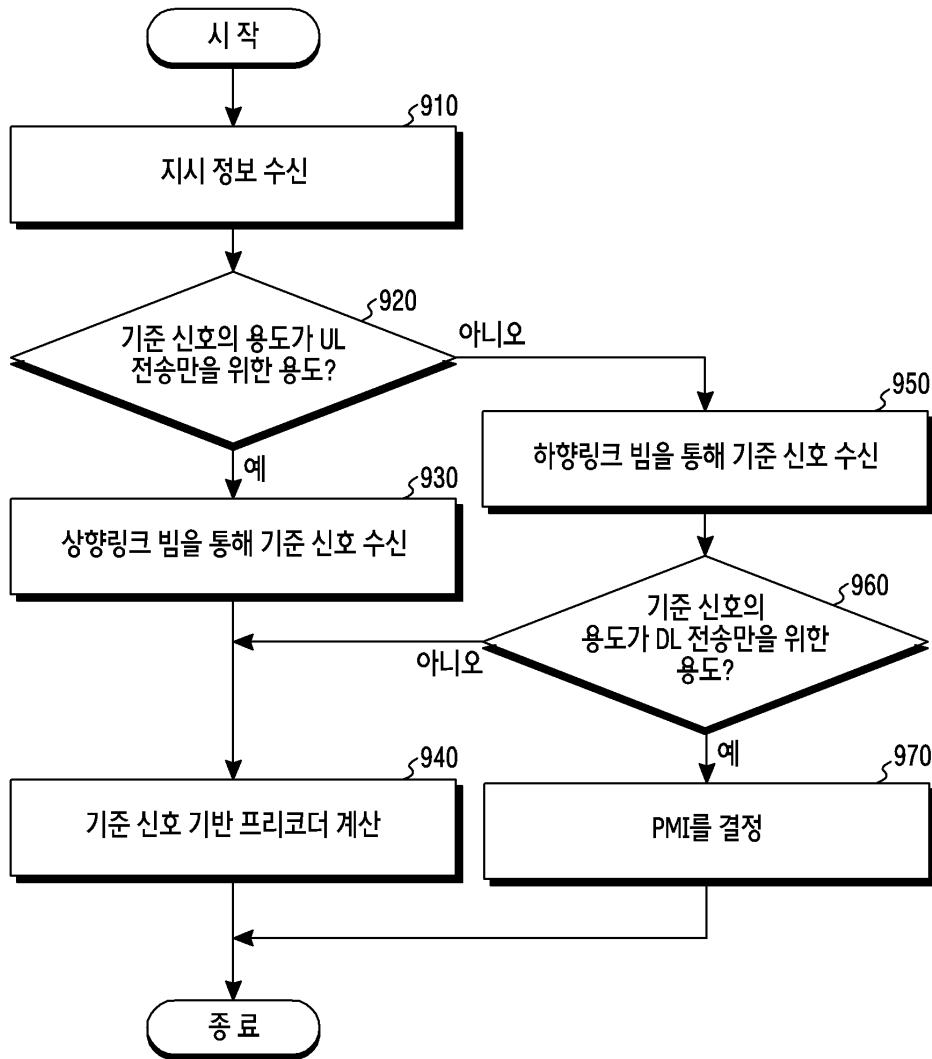 시작
910
지시 정보 수신
920
기준 신호의 용도가 UL
전송만을 위한 용도?
아니오
예
930
상향링크 빔을 통해 기준 신호 수신
950
하향링크 빔을 통해 기준 신호 수신
960
기준 신호의
용도가 DL 전송만을 위한
용도?
아니오
예
940
기준 신호 기반 프리코더 계산
970
PMI를 결정
종료